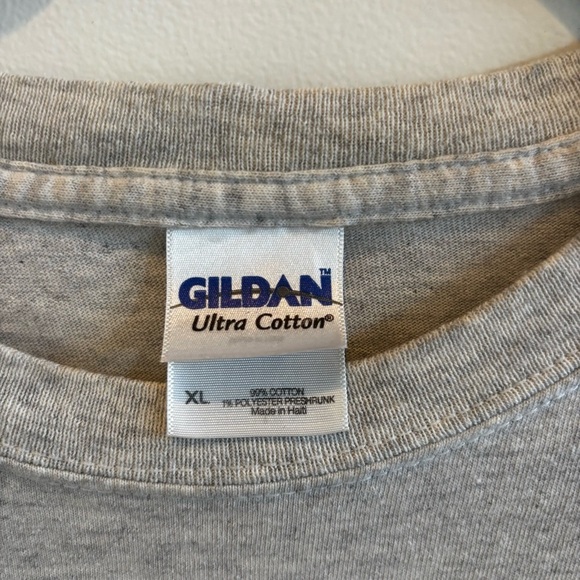 GILDAN™
Ultra Cotton®
XL
99% COTTON
1% POLYESTER PRESHRUNK
Made in Haiti